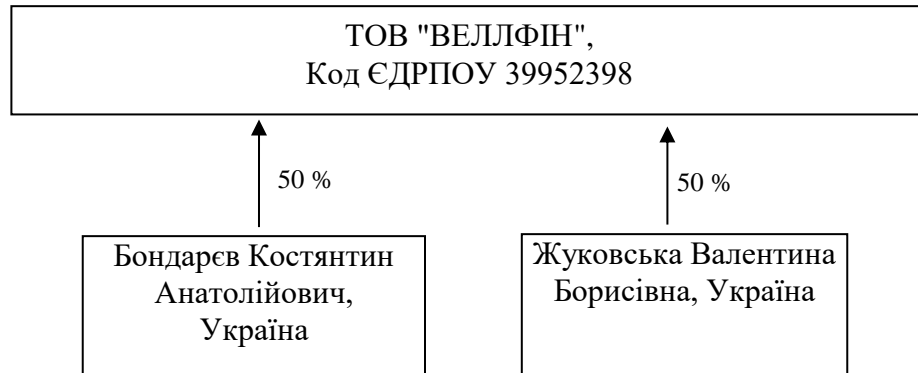 ТОВ "ВЕЛЛФІН",
Код ЄДРПОУ 39952398
50 %
50 %
Бондарєв Костянтин
Анатолійович,
Україна
Жуковська Валентина
Борисівна, Україна